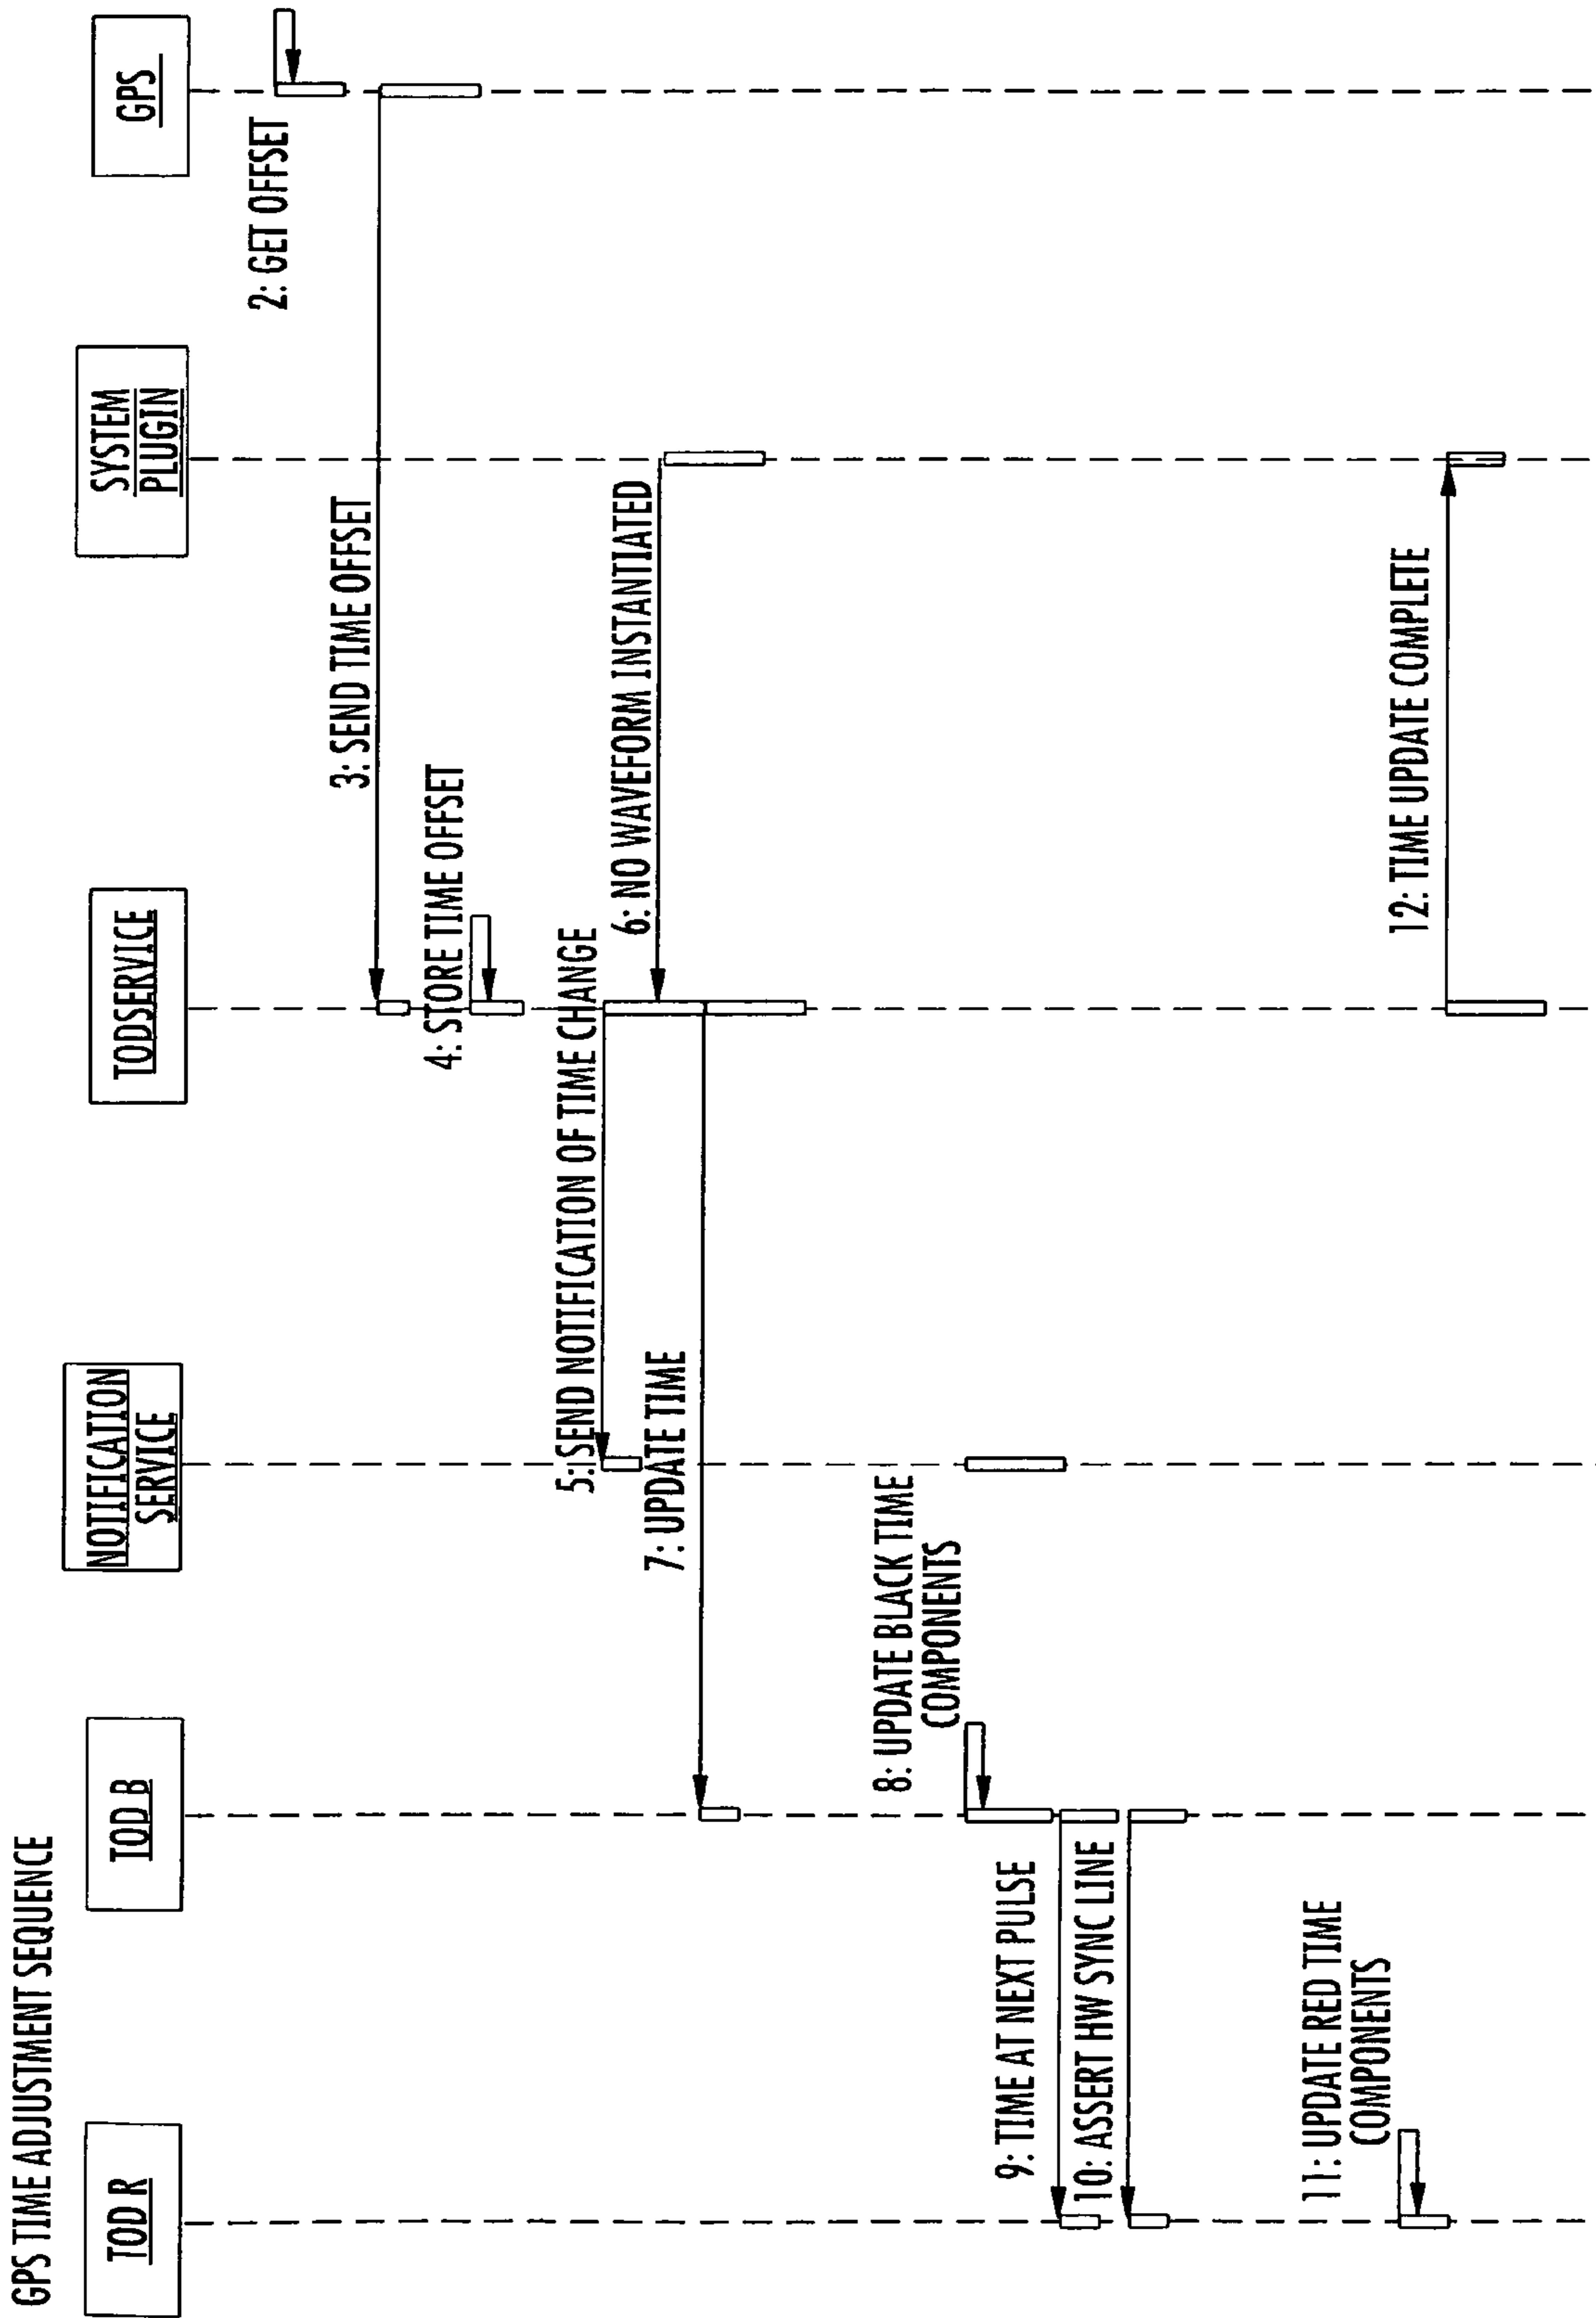 GPS TIME ADJUSTMENT SEQUENCE
TOD R
TOD B
NOTIFICATION
SERVICE
TODSERVICE
SYSTEM
PLUGIN
GPS
2: GET OFFSET
3: SEND TIME OFFSET
4: STORE TIME OFFSET
5: SEND NOTIFICATION OF TIME CHANGE
6: NO WAVEFORM INSTANTIATED
7: UPDATE TIME
8: UPDATE BLACK TIME
COMPONENTS
9: TIME AT NEXT PULSE
10: ASSERT HW SYNC LINE
11: UPDATE RED TIME
COMPONENTS
12: TIME UPDATE COMPLETE